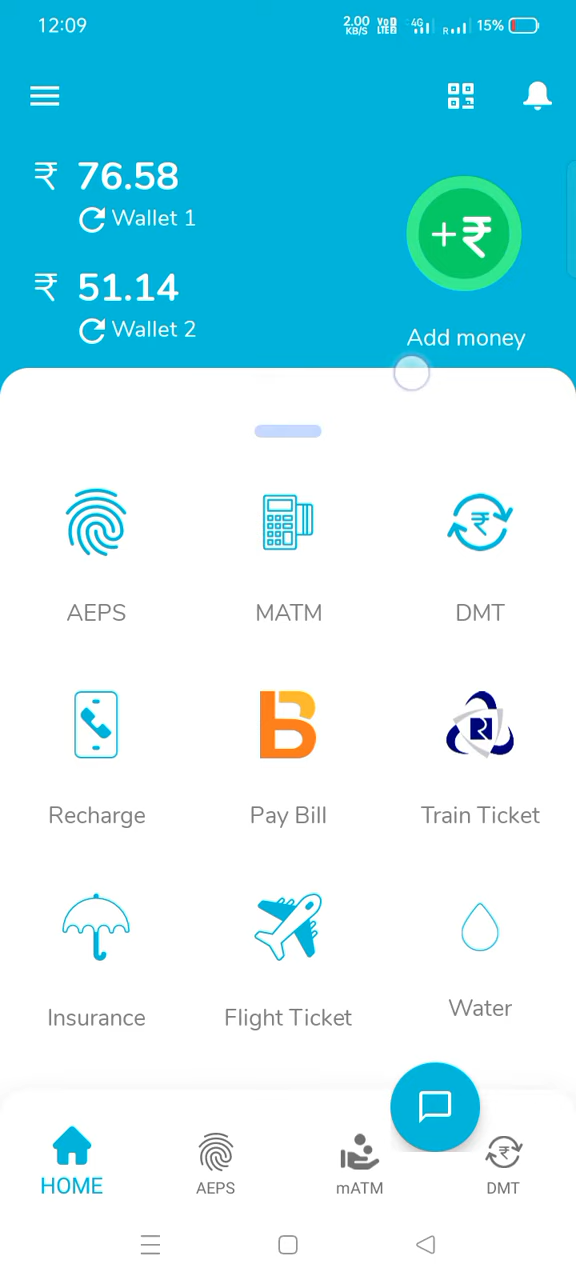 12:09
2.00 KB/S VoD LTE2 4G R 15%
₹ 76.58
Wallet 1
₹ 51.14
Wallet 2
+₹
Add money
AEPS
MATM
DMT
Recharge
Pay Bill
Train Ticket
Insurance
Flight Ticket
Water
HOME
AEPS
mATM
DMT